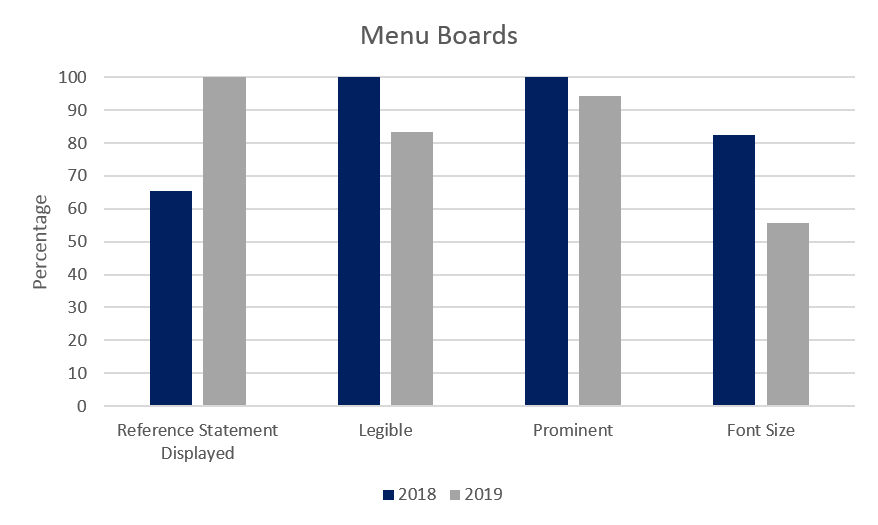 Menu Boards
Percentage
100
90
80
70
60
50
40
30
20
10
0
Reference Statement
Displayed
Legible
Prominent
Font Size
2018
2019